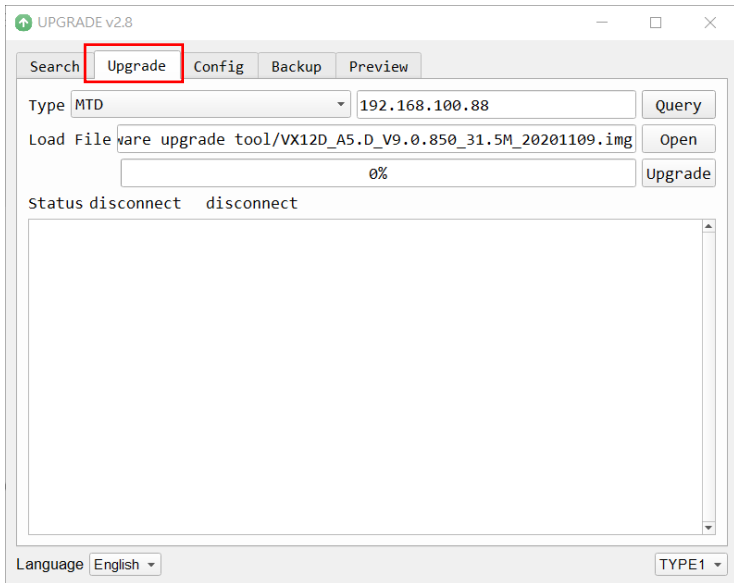 UPGRADE v2.8
Search Upgrade Config Backup Preview
Type MTD 192.168.100.88 Query
Load File ware upgrade tool/VX12D_A5.D_V9.0.850_31.5M_20201109.img Open
0% Upgrade
Status disconnect disconnect
Language English TYPE1